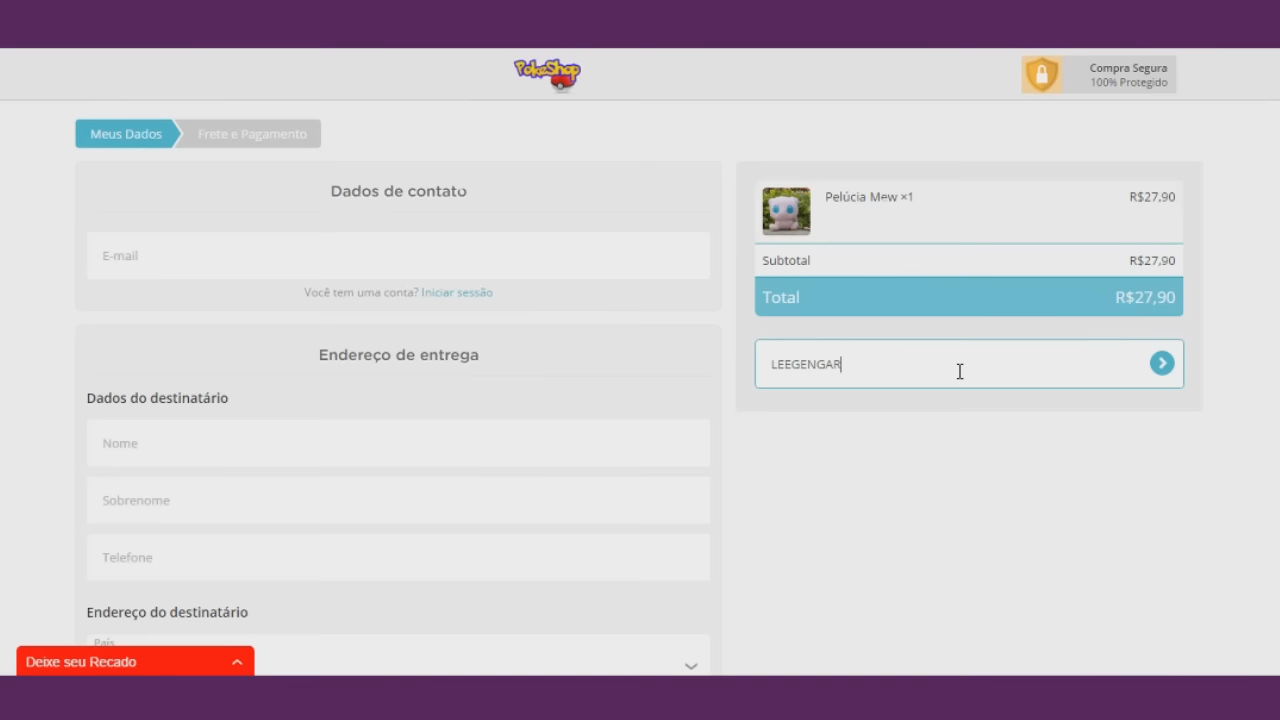 PokeShop
Compra Segura
100% Protegido
Meus Dados
Frete e Pagamento
Dados de contato
E-mail
Você tem uma conta? Iniciar sessão
Endereço de entrega
Dados do destinatário
Nome
Sobrenome
Telefone
Endereço do destinatário
País
Deixe seu Recado
Pelúcia Mew ×1 R$27,90
Subtotal R$27,90
Total R$27,90
LEEGENGAR